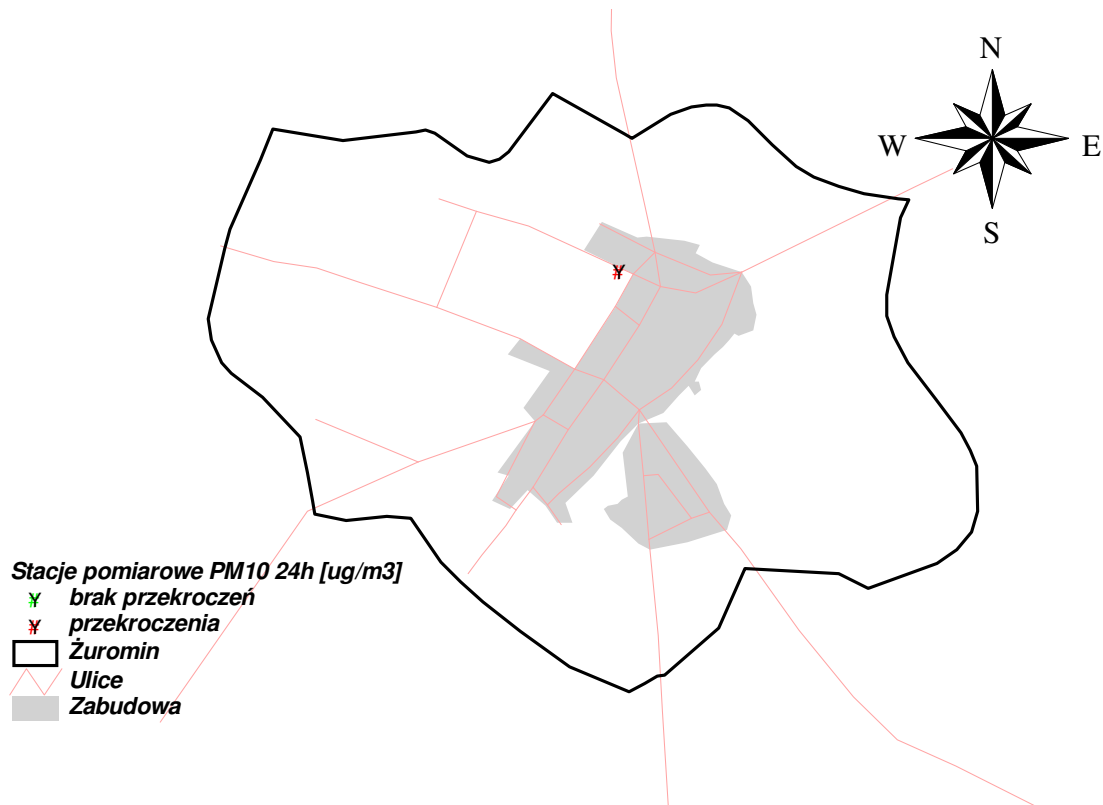 N
W
E
S
Stacje pomiarowe PM10 24h [ug/m3]
brak przekroczeń
przekroczenia
Żuromin
Ulice
Zabudowa